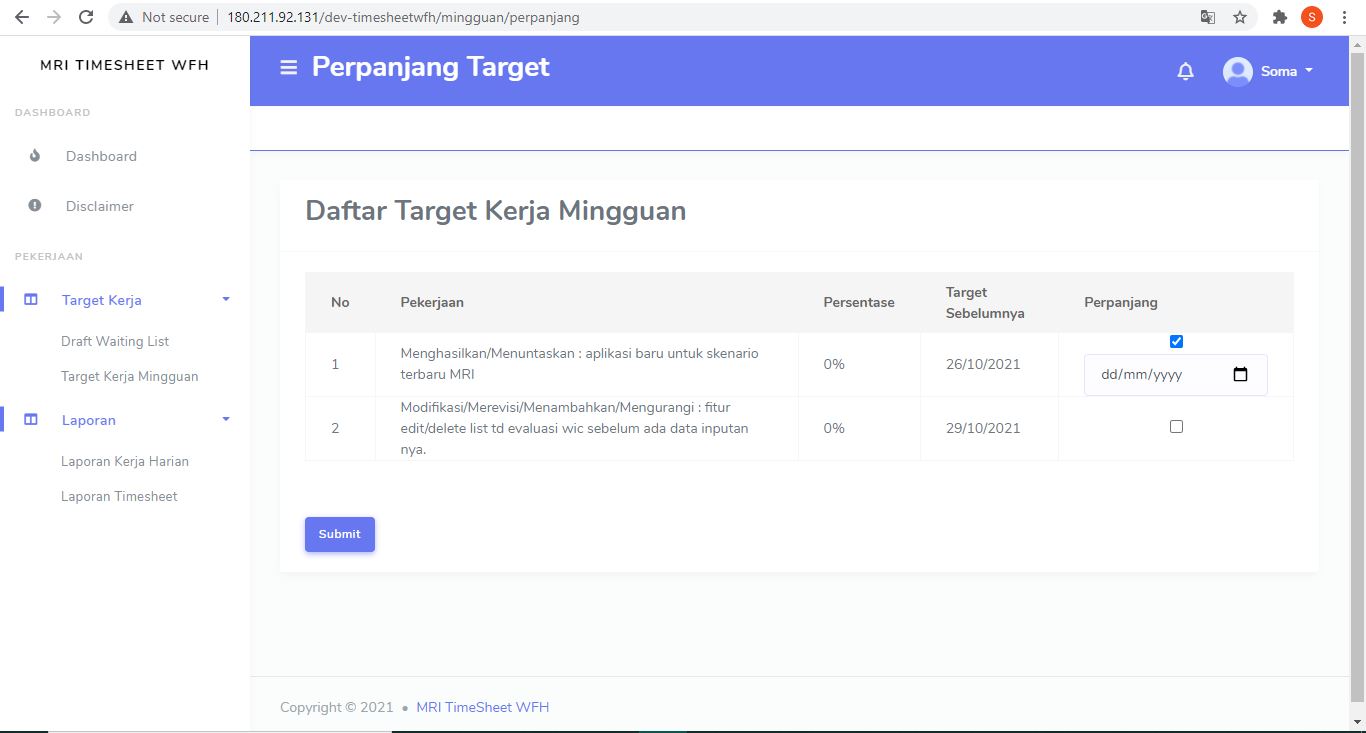 Not secure
180.211.92.131/dev-timesheetwfh/mingguan/perpanjang
S
MRI TIMESHEET WFH
Perpanjang Target
Soma
DASHBOARD
Dashboard
Disclaimer
PEKERJAAN
Target Kerja
Draft Waiting List
Target Kerja Mingguan
Laporan
Laporan Kerja Harian
Laporan Timesheet
Daftar Target Kerja Mingguan
No
Pekerjaan
Persentase
Target
Sebelumnya
Perpanjang
1
Menghasilkan/Menuntaskan : aplikasi baru untuk skenario
terbaru MRI
0%
26/10/2021
dd/mm/yyyy
2
Modifikasi/Merevisi/Menambahkan/Mengurangi : fitur
edit/delete list td evaluasi wic sebelum ada data inputan
nya.
0%
29/10/2021
Submit
Copyright © 2021 • MRI TimeSheet WFH